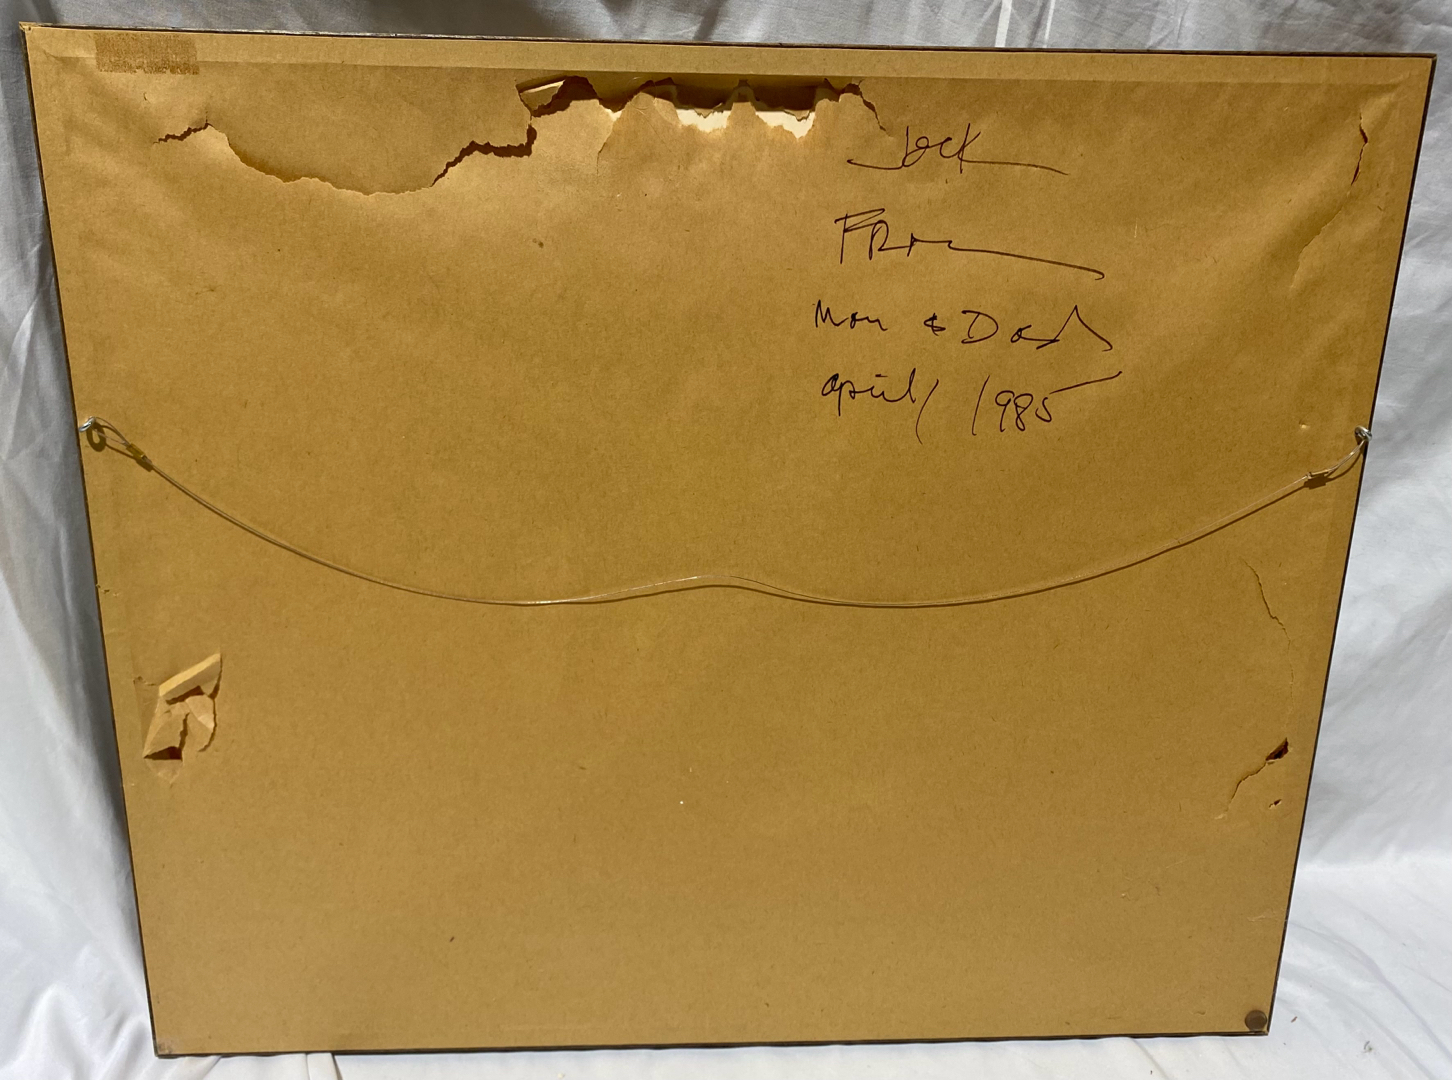 Jack
FROM
Mom & Dad
April, 1985